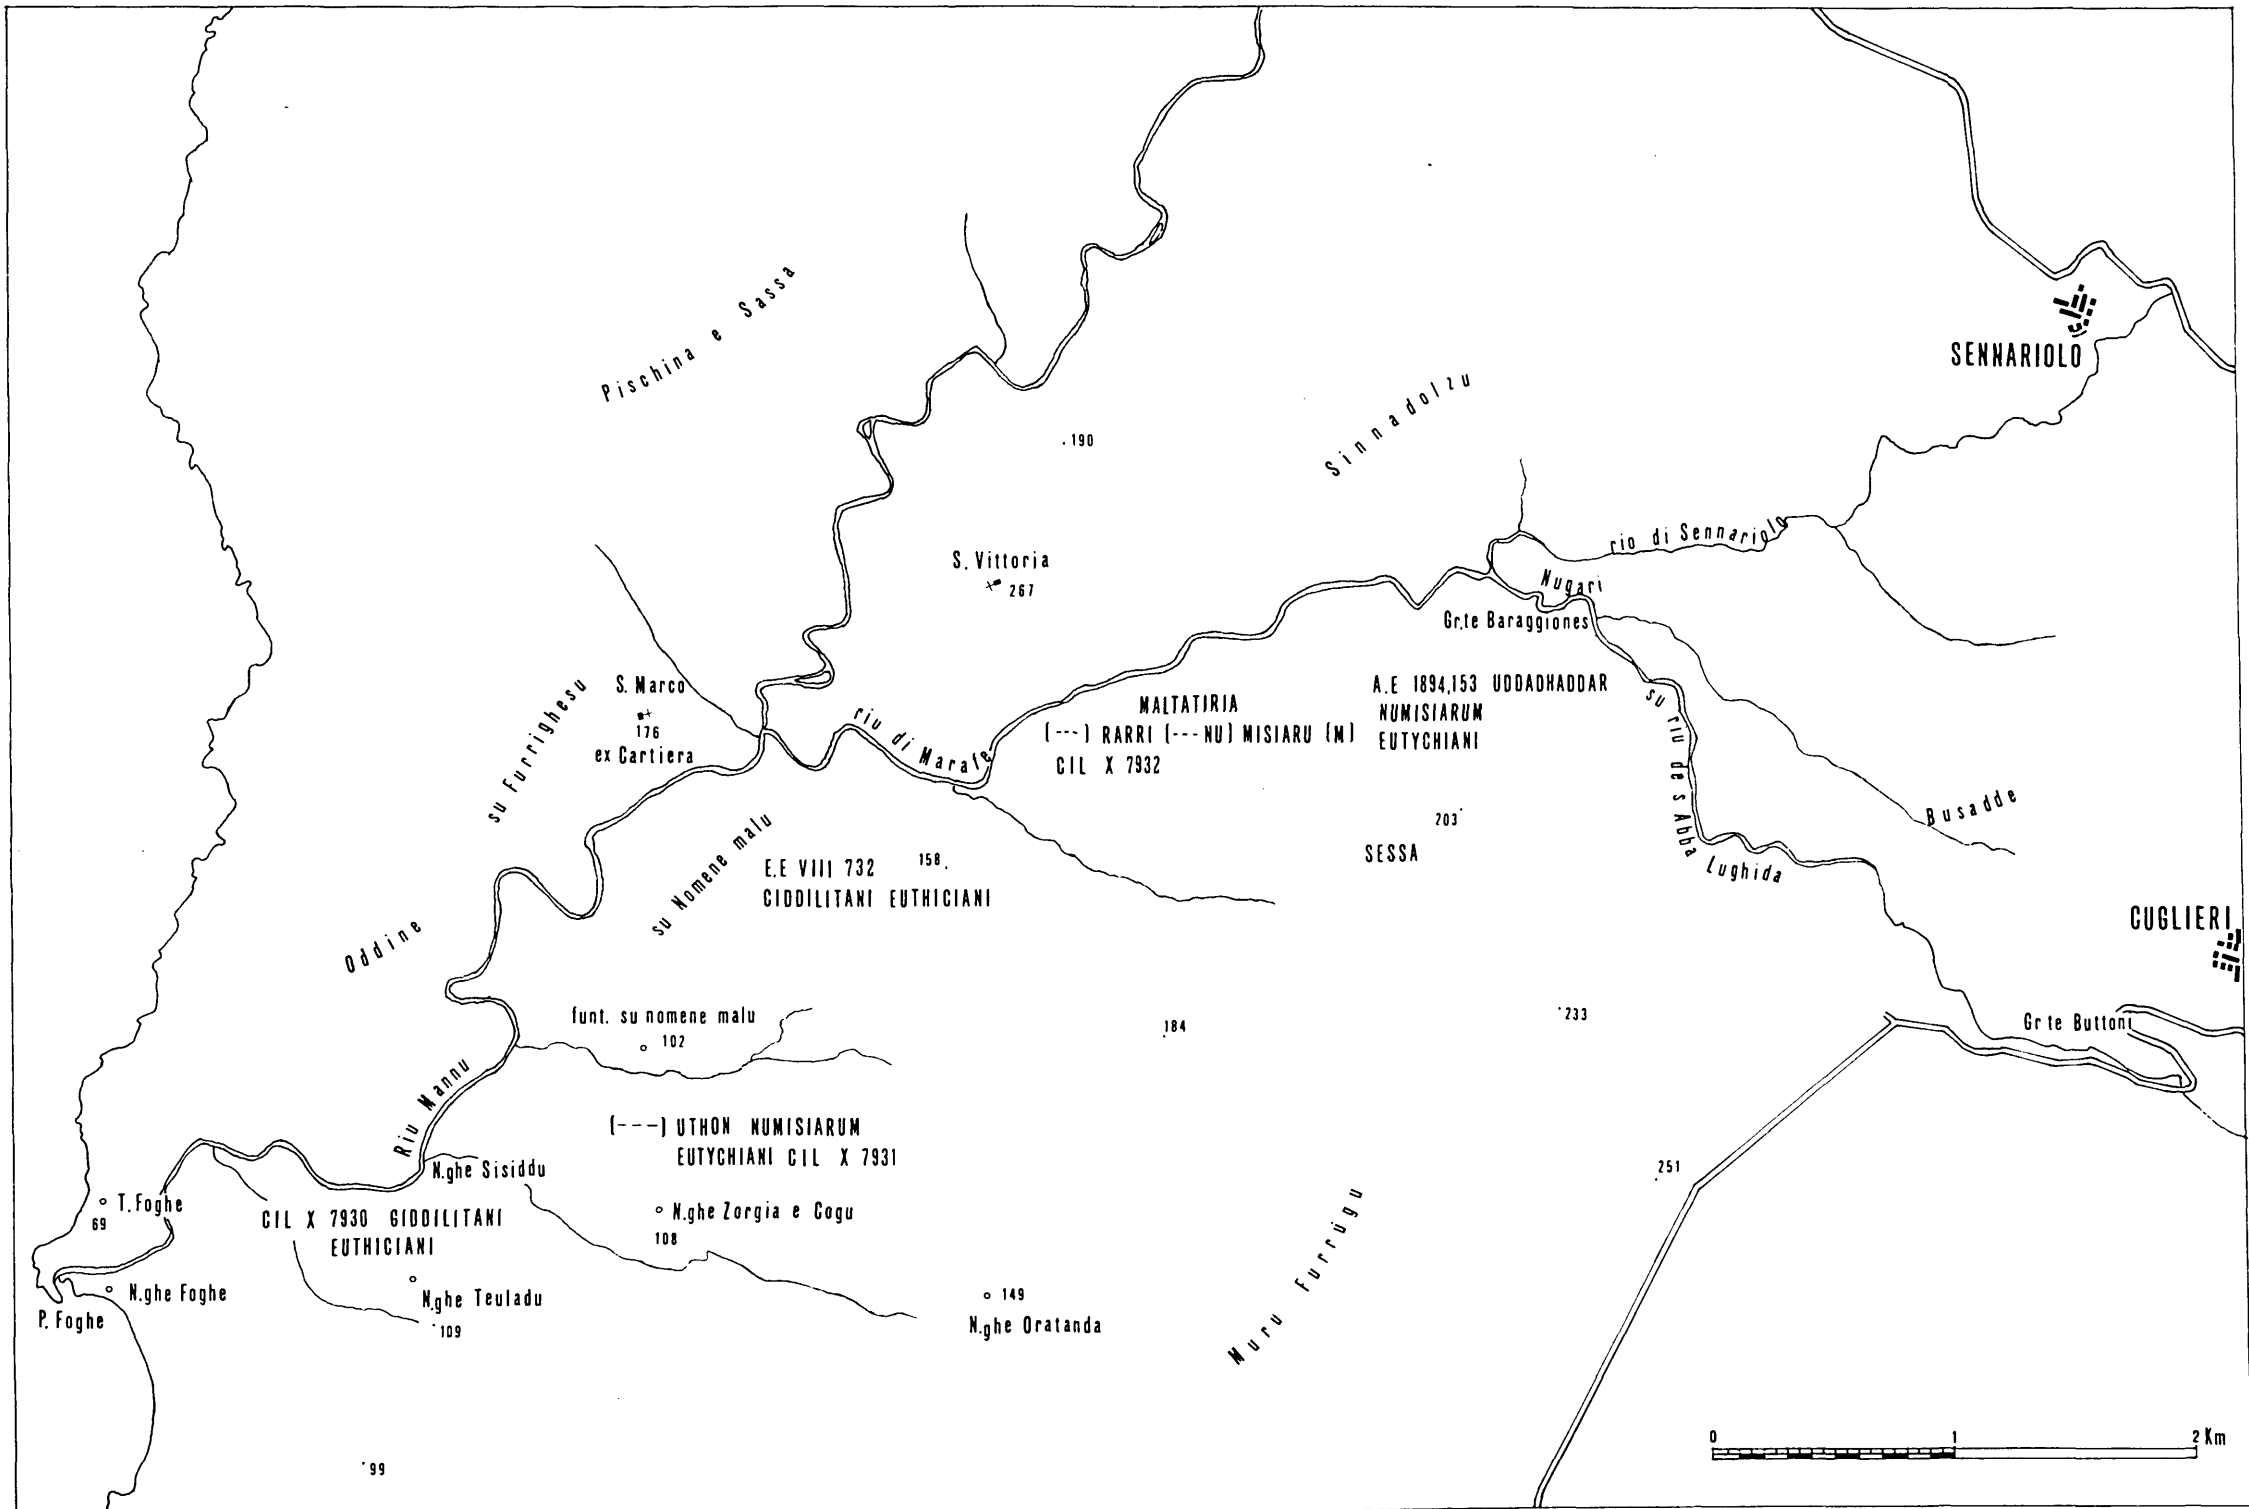 Pischina e Sassa
SENNARIOLO
Sinnadolzu
190
rio di Sennariolo
S. Vittoria
267
Nugari
Gr.te Baraggiones
S. Marco
176
ex Cartiera
su Furrighesu
riu di Marafe
MALTATIRIA
(---) RARRI (---NU) MISIARU (M)
CIL X 7932
A.E 1894,153 UDDADHADDAR
NUMISIARUM
EUTYCHIANI
su riu de s Abba Lughida
Busadde
203
SESSA
su Nomene malu
E.E VIII 732
GIDDILITANI EUTHICIANI
158
CUGLIERI
Oddine
funt. su nomene malu
102
184
233
Gr te Buttoni
Riu Mannu
(---) UTHON NUMISIARUM
EUTYCHIANI CIL X 7931
N.ghe Sisiddu
251
T. Foghe
69
CIL X 7930 GIDDILITANI
EUTHICIANI
N.ghe Zorgia e Cogu
108
N.ghe Foghe
P. Foghe
N.ghe Teuladu
109
149
N.ghe Oratanda
Nuru Furrùgu
99
0 1 2 Km